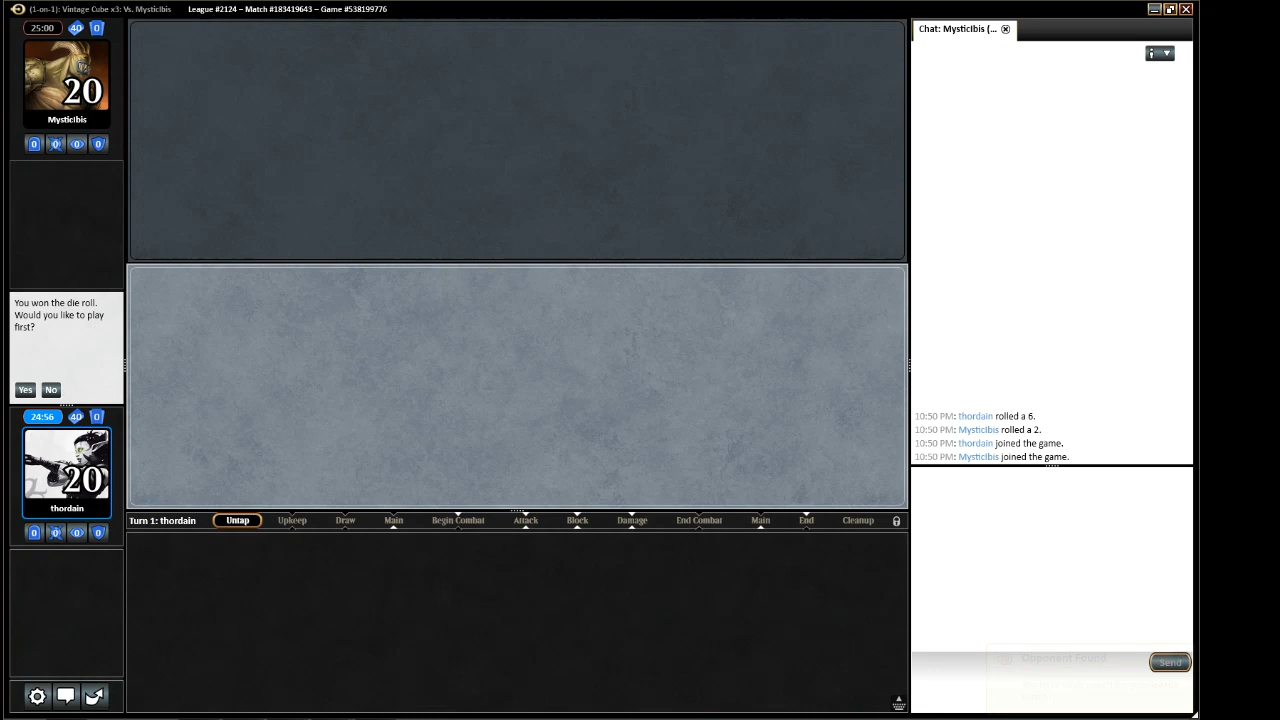 (1-on-1): Vintage Cube x3: Vs. MysticIbis League #2124 – Match #183419643 – Game #538199776
25:00 40 0
20
MysticIbis
0 0 0 0
You won the die roll.
Would you like to play
first?
Yes No
24:56 40 0
20
thordain
0 0 0 0
Turn 1: thordain Untap Upkeep Draw Main Begin Combat Attack Block Damage End Combat Main End Cleanup
Chat: MysticIbis (...
10:50 PM: thordain rolled a 6.
10:50 PM: MysticIbis rolled a 2.
10:50 PM: thordain joined the game.
10:50 PM: MysticIbis joined the game.
Opponent Found
Send